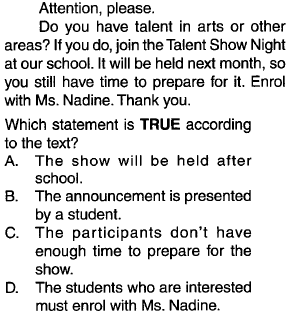 Attention, please.
Do you have talent in arts or other
areas? If you do, join the Talent Show Night
at our school. It will be held next month, so
you still have time to prepare for it. Enrol
with Ms. Nadine. Thank you.
Which statement is TRUE according
to the text?
A. The show will be held after
school.
B. The announcement is presented
by a student.
C. The participants don't have
enough time to prepare for the
show.
D. The students who are interested
must enrol with Ms. Nadine.